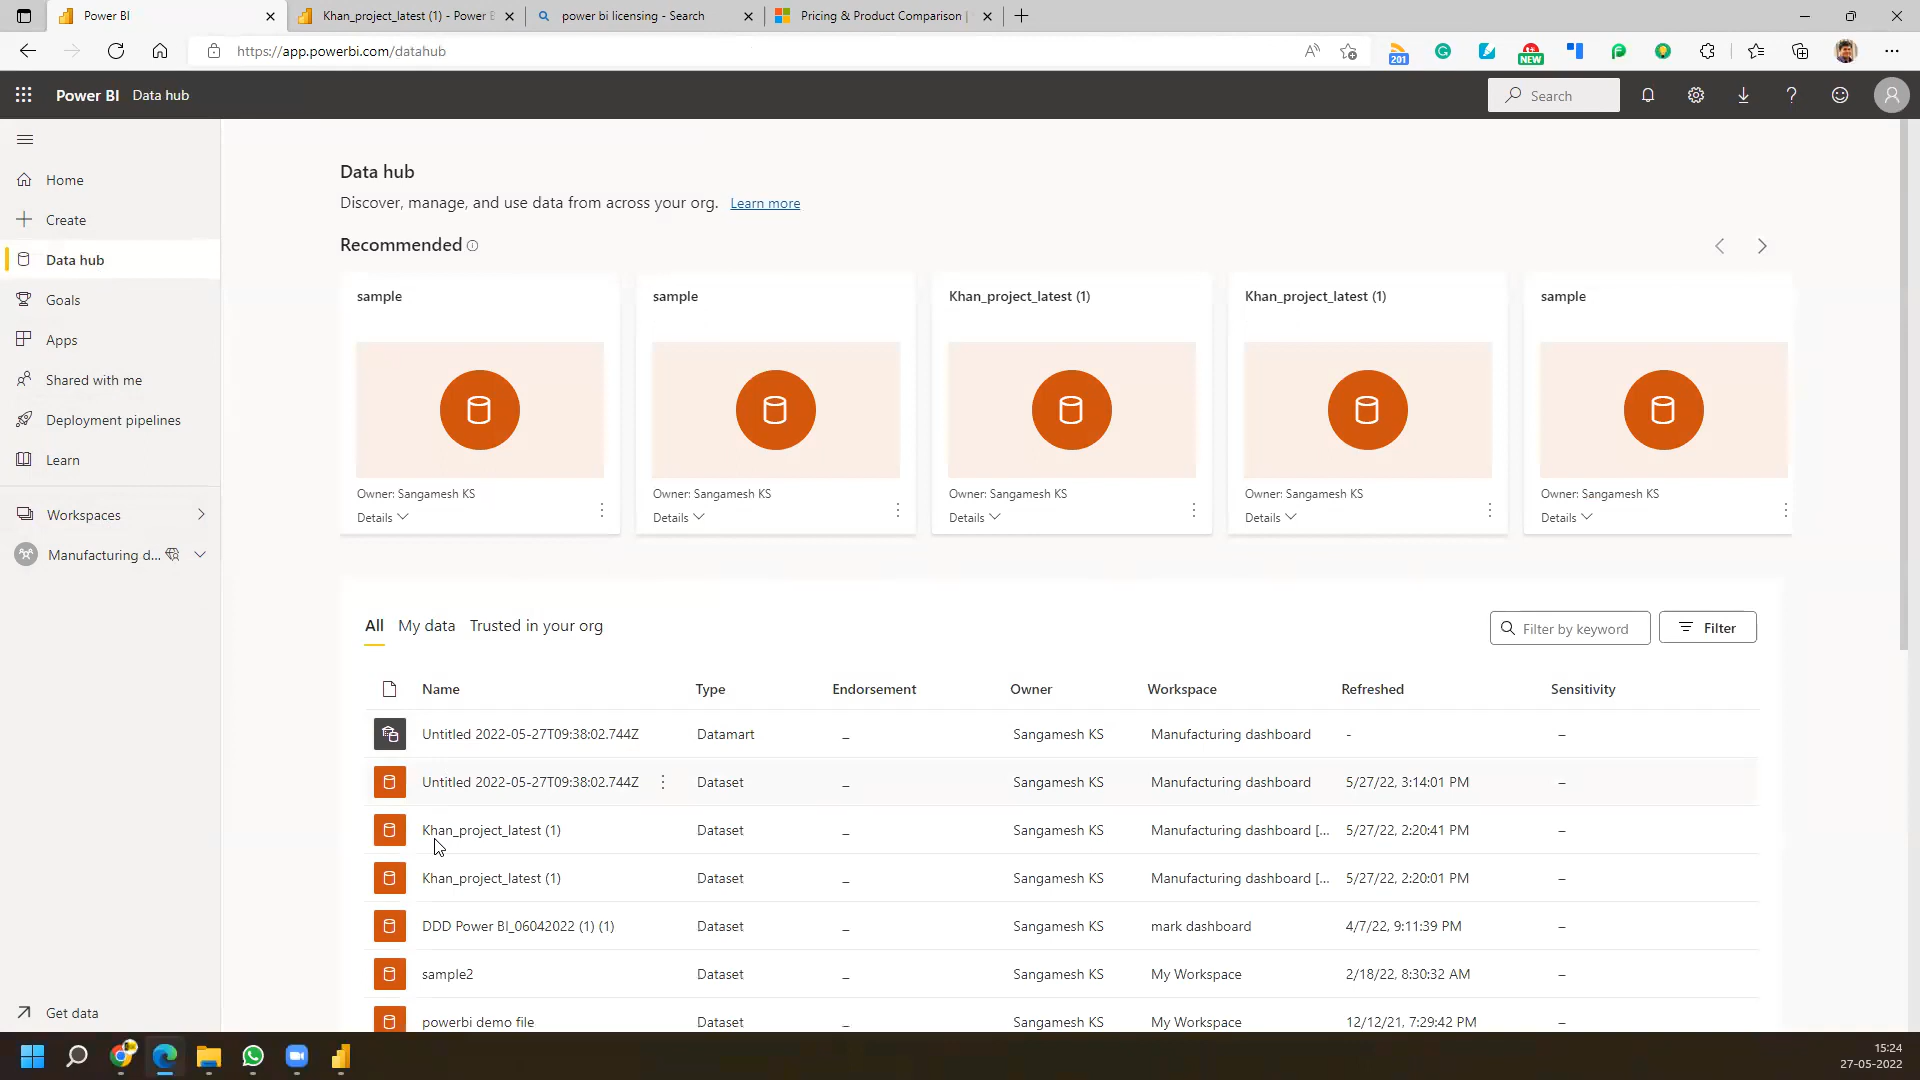 Power BI
Khan_project_latest (1) - Power B
power bi licensing - Search
Pricing & Product Comparison |
https://app.powerbi.com/datahub
201
NEW
Power BI Data hub
Search
Home
Create
Data hub
Goals
Apps
Shared with me
Deployment pipelines
Learn
Workspaces
Manufacturing d...
Get data
Data hub
Discover, manage, and use data from across your org. Learn more
Recommended
sample
Owner: Sangamesh KS
Details
sample
Owner: Sangamesh KS
Details
Khan_project_latest (1)
Owner: Sangamesh KS
Details
Khan_project_latest (1)
Owner: Sangamesh KS
Details
sample
Owner: Sangamesh KS
Details
All My data Trusted in your org
Filter by keyword
Filter
Name Type Endorsement Owner Workspace Refreshed Sensitivity
Untitled 2022-05-27T09:38:02.744Z Datamart – Sangamesh KS Manufacturing dashboard - –
Untitled 2022-05-27T09:38:02.744Z Dataset – Sangamesh KS Manufacturing dashboard 5/27/22, 3:14:01 PM –
Khan_project_latest (1) Dataset – Sangamesh KS Manufacturing dashboard [... 5/27/22, 2:20:41 PM –
Khan_project_latest (1) Dataset – Sangamesh KS Manufacturing dashboard [... 5/27/22, 2:20:01 PM –
DDD Power BI_06042022 (1) (1) Dataset – Sangamesh KS mark dashboard 4/7/22, 9:11:39 PM –
sample2 Dataset – Sangamesh KS My Workspace 2/18/22, 8:30:32 AM –
powerbi demo file Dataset – Sangamesh KS My Workspace 12/12/21, 7:29:42 PM –
15:24
27-05-2022